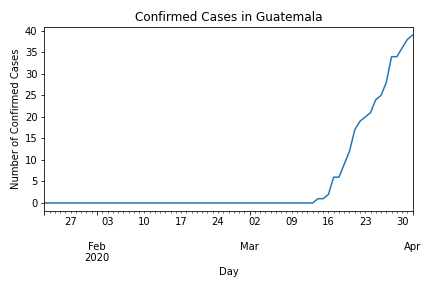 Confirmed Cases in Guatemala
Number of Confirmed Cases
40
35
30
25
20
15
10
5
0
27 03 10 17 24 02 09 16 23 30
Feb Mar Apr
2020
Day